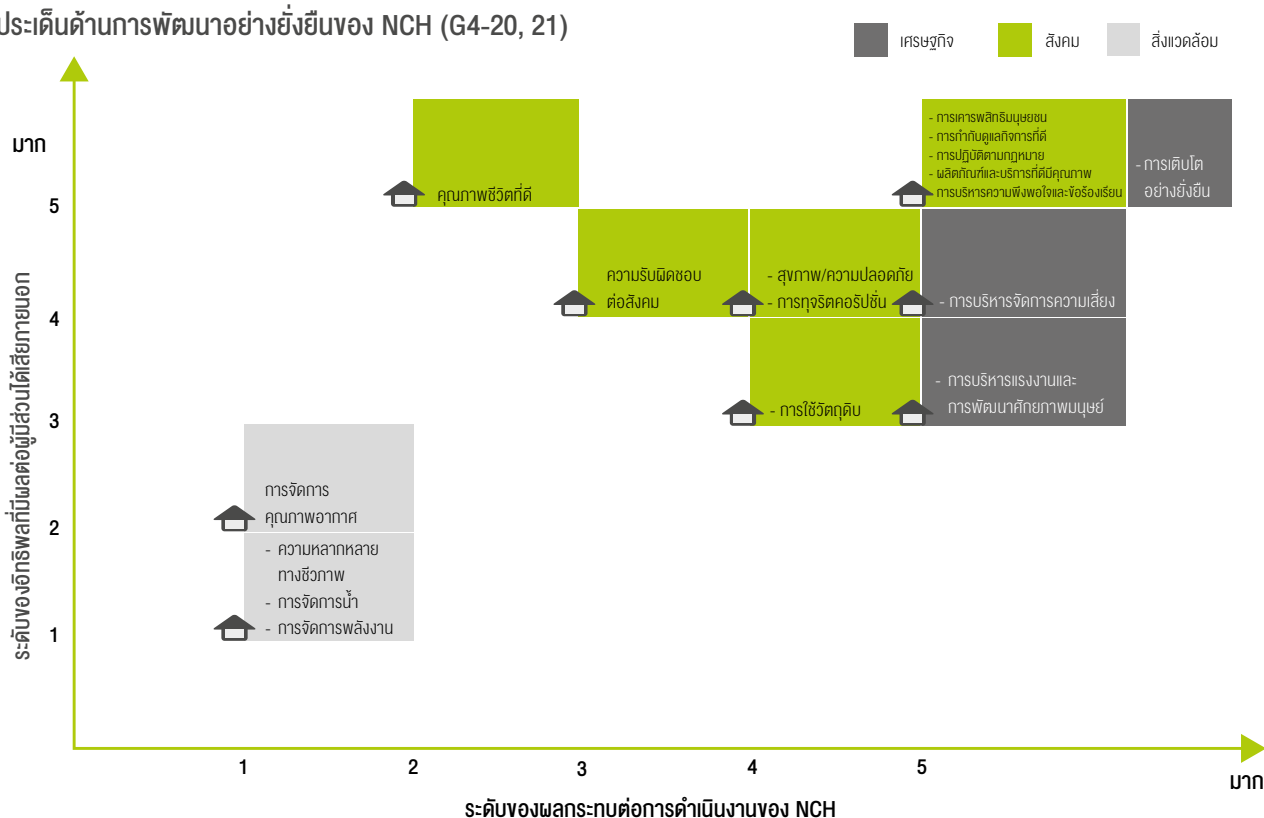 ประเด็นด้านการพัฒนาอย่างยั่งยืนของ NCH (G4-20, 21)
เศรษฐกิจ
สังคม
สิ่งแวดล้อม
มาก
5
4
3
2
1
ระดับของอิทธิพลที่มีผลต่อผู้มีส่วนได้เสียภายนอก
คุณภาพชีวิตที่ดี
- การเคารพสิทธิมนุษยชน
- การกำกับดูแลกิจการที่ดี
- การปฏิบัติตามกฎหมาย
- ผลิตภัณฑ์และบริการที่ดีมีคุณภาพ
การบริหารความพึงพอใจและข้อร้องเรียน
- การเติบโต
อย่างยั่งยืน
ความรับผิดชอบ
ต่อสังคม
- สุขภาพ/ความปลอดภัย
- การทุจริตคอรัปชั่น
- การบริหารจัดการความเสี่ยง
- การใช้วัตถุดิบ
- การบริหารแรงงานและ
การพัฒนาศักยภาพมนุษย์
การจัดการ
คุณภาพอากาศ
- ความหลากหลาย
ทางชีวภาพ
- การจัดการน้ำ
- การจัดการพลังงาน
1
2
3
4
5
มาก
ระดับของผลกระทบต่อการดำเนินงานของ NCH